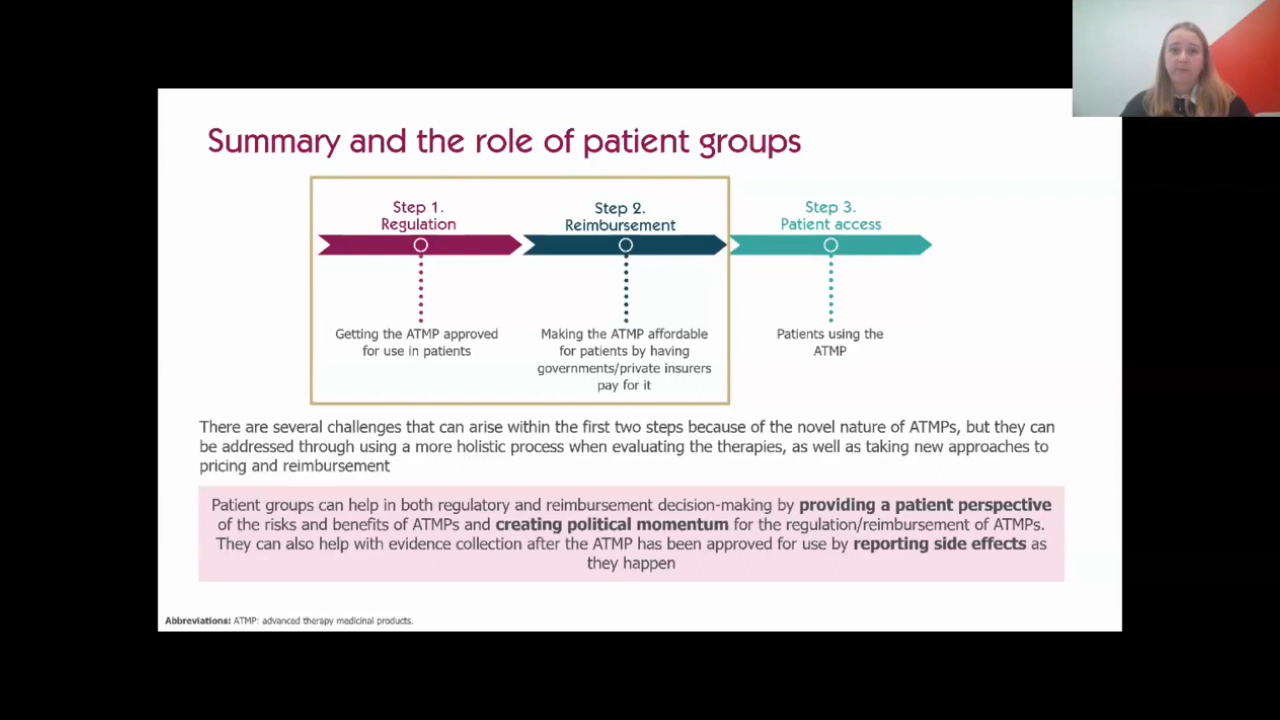 Summary and the role of patient groups
Step 1.
Regulation
Step 2.
Reimbursement
Step 3.
Patient access
Getting the ATMP approved
for use in patients
Making the ATMP affordable
for patients by having
governments/private insurers
pay for it
Patients using the
ATMP
There are several challenges that can arise within the first two steps because of the novel nature of ATMPs, but they can
be addressed through using a more holistic process when evaluating the therapies, as well as taking new approaches to
pricing and reimbursement
Patient groups can help in both regulatory and reimbursement decision-making by providing a patient perspective
of the risks and benefits of ATMPs and creating political momentum for the regulation/reimbursement of ATMPs.
They can also help with evidence collection after the ATMP has been approved for use by reporting side effects as
they happen
Abbreviations: ATMP: advanced therapy medicinal products.